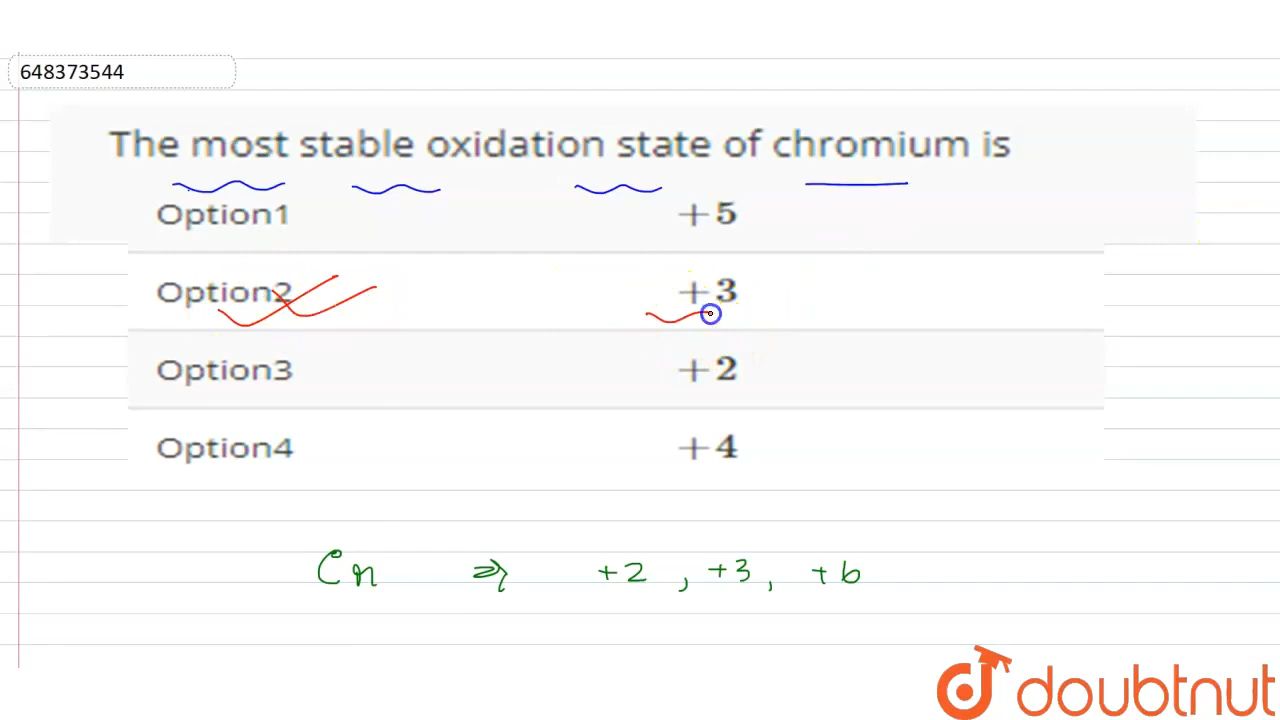 648373544
The most stable oxidation state of chromium is
Option1 +5
Option2 +3
Option3 +2
Option4 +4
Cr ⇒ +2 , +3 , +6
doubtnut